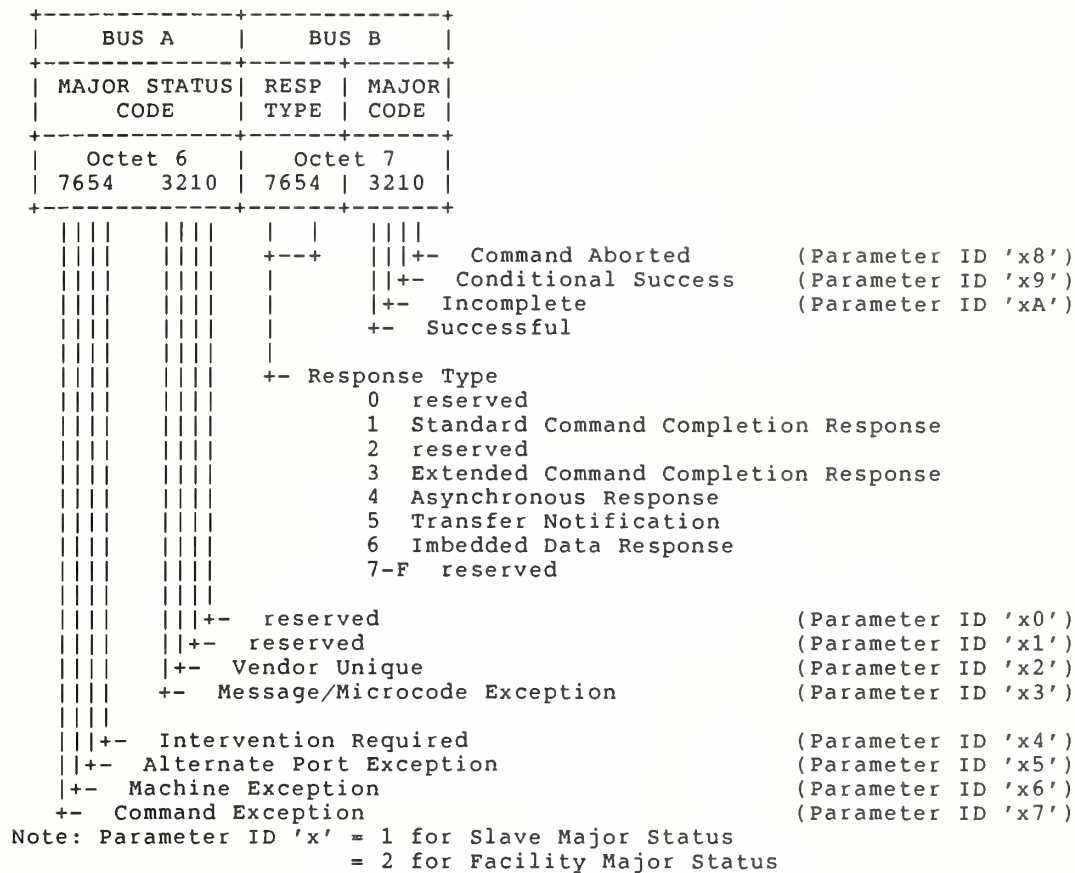 BUS A | BUS B
MAJOR STATUS | RESP | MAJOR
CODE | TYPE | CODE
Octet 6 | Octet 7
7654 3210 | 7654 | 3210
Command Aborted (Parameter ID 'x8')
Conditional Success (Parameter ID 'x9')
Incomplete (Parameter ID 'xA')
Successful
Response Type
0 reserved
1 Standard Command Completion Response
2 reserved
3 Extended Command Completion Response
4 Asynchronous Response
5 Transfer Notification
6 Imbedded Data Response
7-F reserved
reserved (Parameter ID 'x0')
reserved (Parameter ID 'x1')
Vendor Unique (Parameter ID 'x2')
Message/Microcode Exception (Parameter ID 'x3')
Intervention Required (Parameter ID 'x4')
Alternate Port Exception (Parameter ID 'x5')
Machine Exception (Parameter ID 'x6')
Command Exception (Parameter ID 'x7')
Note: Parameter ID 'x' = 1 for Slave Major Status
= 2 for Facility Major Status